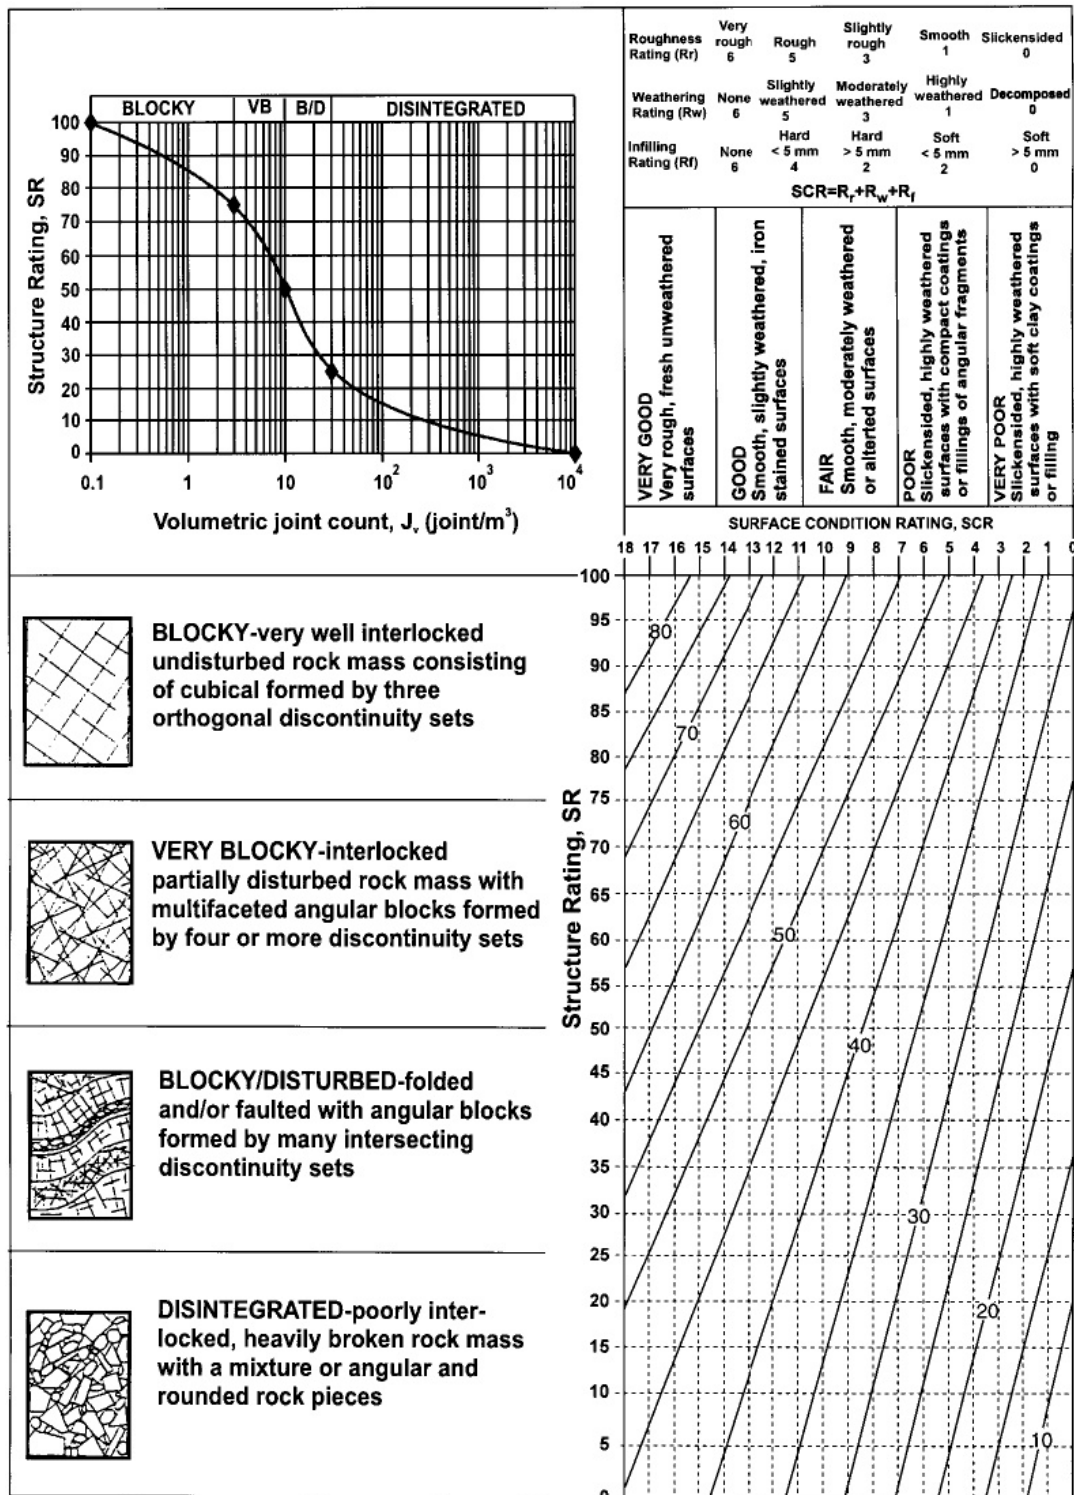 Roughness Rating (Rr) Very rough 6 Rough 5 Slightly rough 3 Smooth 1 Slickensided 0
Weathering Rating (Rw) None 6 Slightly weathered 5 Moderately weathered 3 Highly weathered 1 Decomposed 0
Infilling Rating (Rf) None 6 Hard < 5 mm 4 Hard > 5 mm 2 Soft < 5 mm 2 Soft > 5 mm 0
SCR=Rr+Rw+Rf
BLOCKY VB B/D DISINTEGRATED
Structure Rating, SR
100
90
80
70
60
50
40
30
20
10
0
0.1 1 10 10² 10³ 10⁴
Volumetric joint count, Jv (joint/m³)
VERY GOOD
Very rough, fresh unweathered
surfaces
GOOD
Smooth, slightly weathered, iron
stained surfaces
FAIR
Smooth, moderately weathered
or alterted surfaces
POOR
Slickensided, highly weathered
surfaces with compact coatings
or fillings of angular fragments
VERY POOR
Slickensided, highly weathered
surfaces with soft clay coatings
or filling
SURFACE CONDITION RATING, SCR
18 17 16 15 14 13 12 11 10 9 8 7 6 5 4 3 2 1 0
BLOCKY-very well interlocked
undisturbed rock mass consisting
of cubical formed by three
orthogonal discontinuity sets
VERY BLOCKY-interlocked
partially disturbed rock mass with
multifaceted angular blocks formed
by four or more discontinuity sets
BLOCKY/DISTURBED-folded
and/or faulted with angular blocks
formed by many intersecting
discontinuity sets
DISINTEGRATED-poorly inter-
locked, heavily broken rock mass
with a mixture or angular and
rounded rock pieces
Structure Rating, SR
100
95
90
85
80
75
70
65
60
55
50
45
40
35
30
25
20
15
10
5
0
80
70
60
50
40
30
20
10